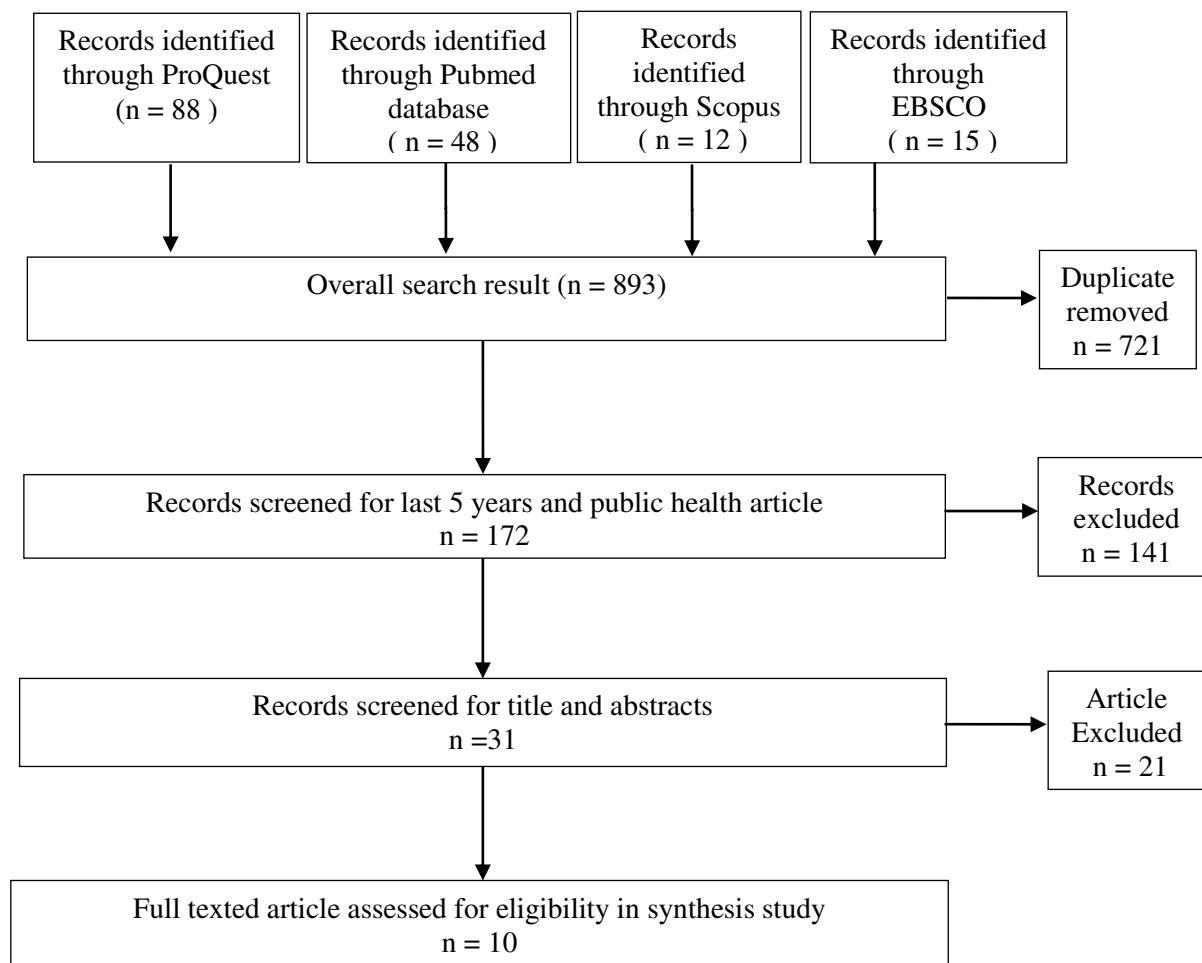 Records identified
through ProQuest
(n = 88 )
Records identified
through Pubmed
database
( n = 48 )
Records
identified
through Scopus
( n = 12 )
Records identified
through
EBSCO
( n = 15 )
Overall search result (n = 893)
Duplicate
removed
n = 721
Records screened for last 5 years and public health article
n = 172
Records
excluded
n = 141
Records screened for title and abstracts
n =31
Article
Excluded
n = 21
Full texted article assessed for eligibility in synthesis study
n = 10